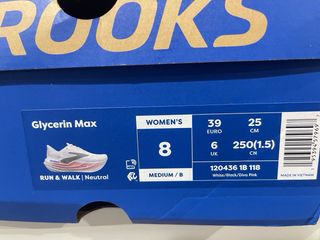 ROOKS
Glycerin Max
RUN & WALK | Neutral
WOMEN'S
8
MEDIUM / B
39
EURO
25
CM
6
UK
250(1.5)
CN
120436 1B 118
White/Black/Diva Pink
MADE IN VIETNAM